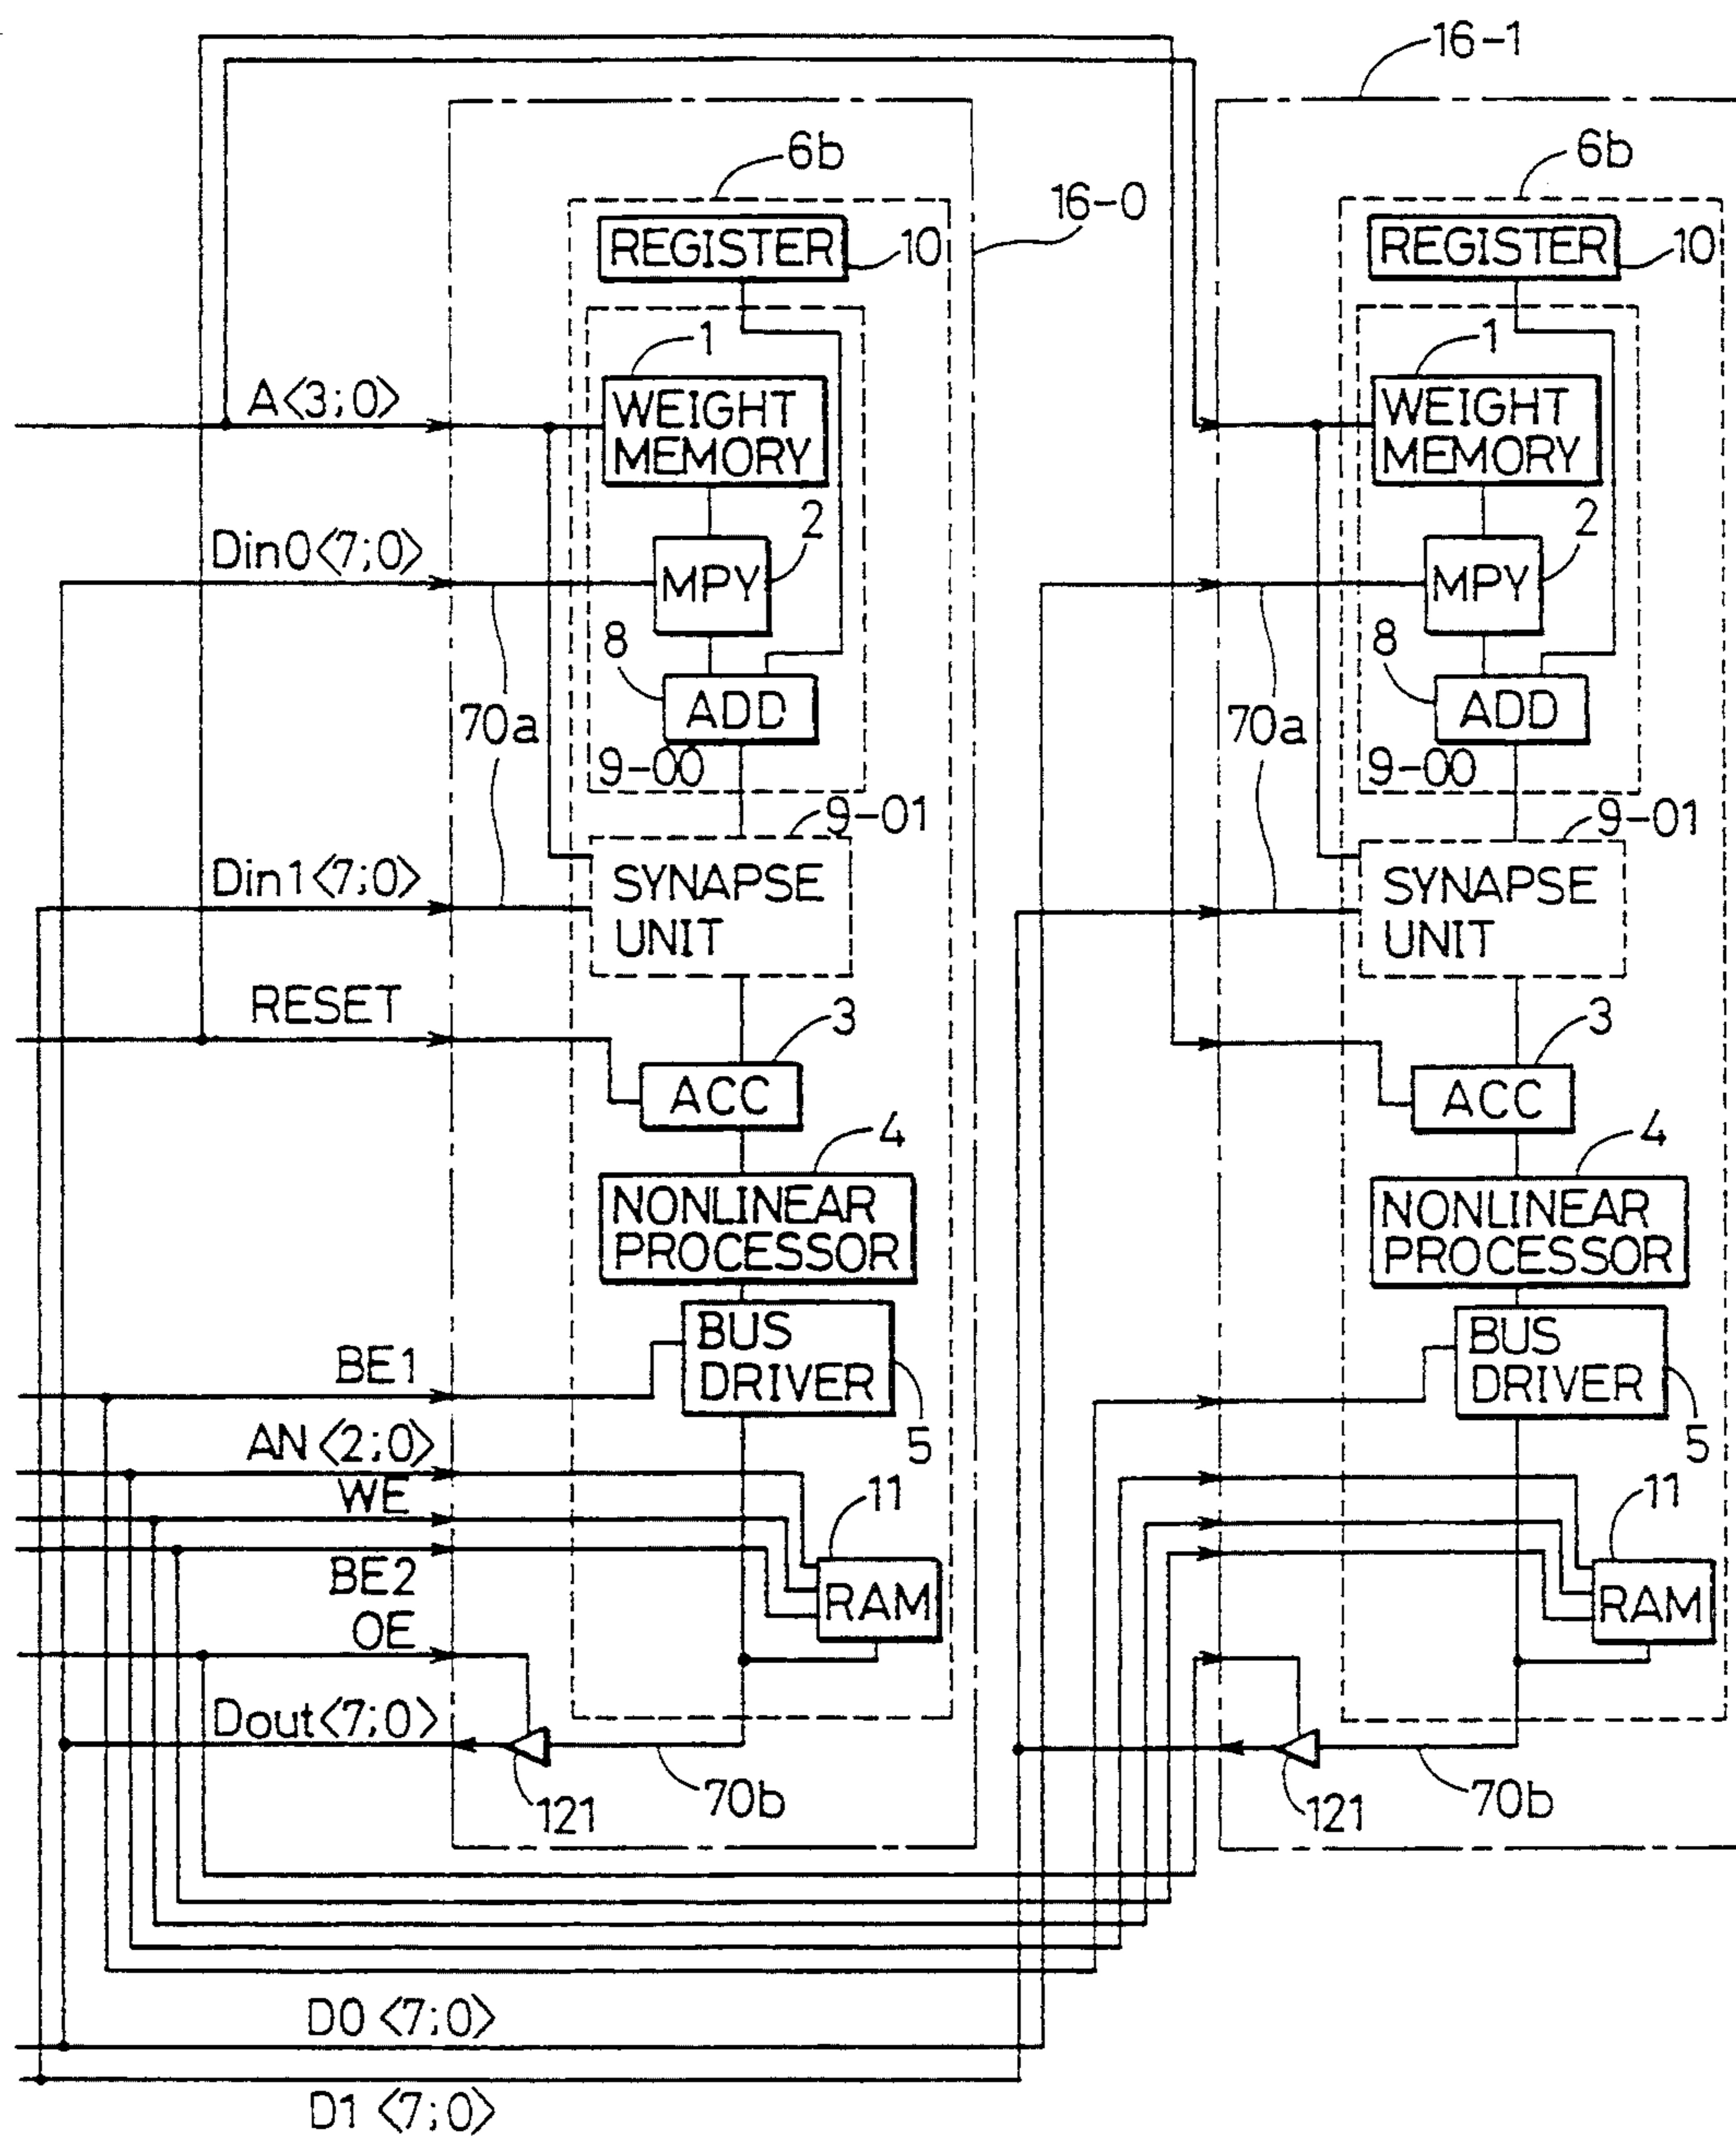 16-1
6b
16-0
REGISTER
10
1
A<3;0>
WEIGHT
MEMORY
2
Din0<7;0>
MPY
8
ADD
70a
9-00
9-01
Din1<7;0>
SYNAPSE
UNIT
RESET
3
ACC
4
NONLINEAR
PROCESSOR
BE1
BUS
DRIVER
5
AN<2;0>
WE
11
BE2
RAM
OE
Dout<7;0>
121
70b
6b
REGISTER
10
1
WEIGHT
MEMORY
2
MPY
8
ADD
70a
9-00
9-01
SYNAPSE
UNIT
3
ACC
4
NONLINEAR
PROCESSOR
BUS
DRIVER
5
11
RAM
121
70b
D0<7;0>
D1<7;0>